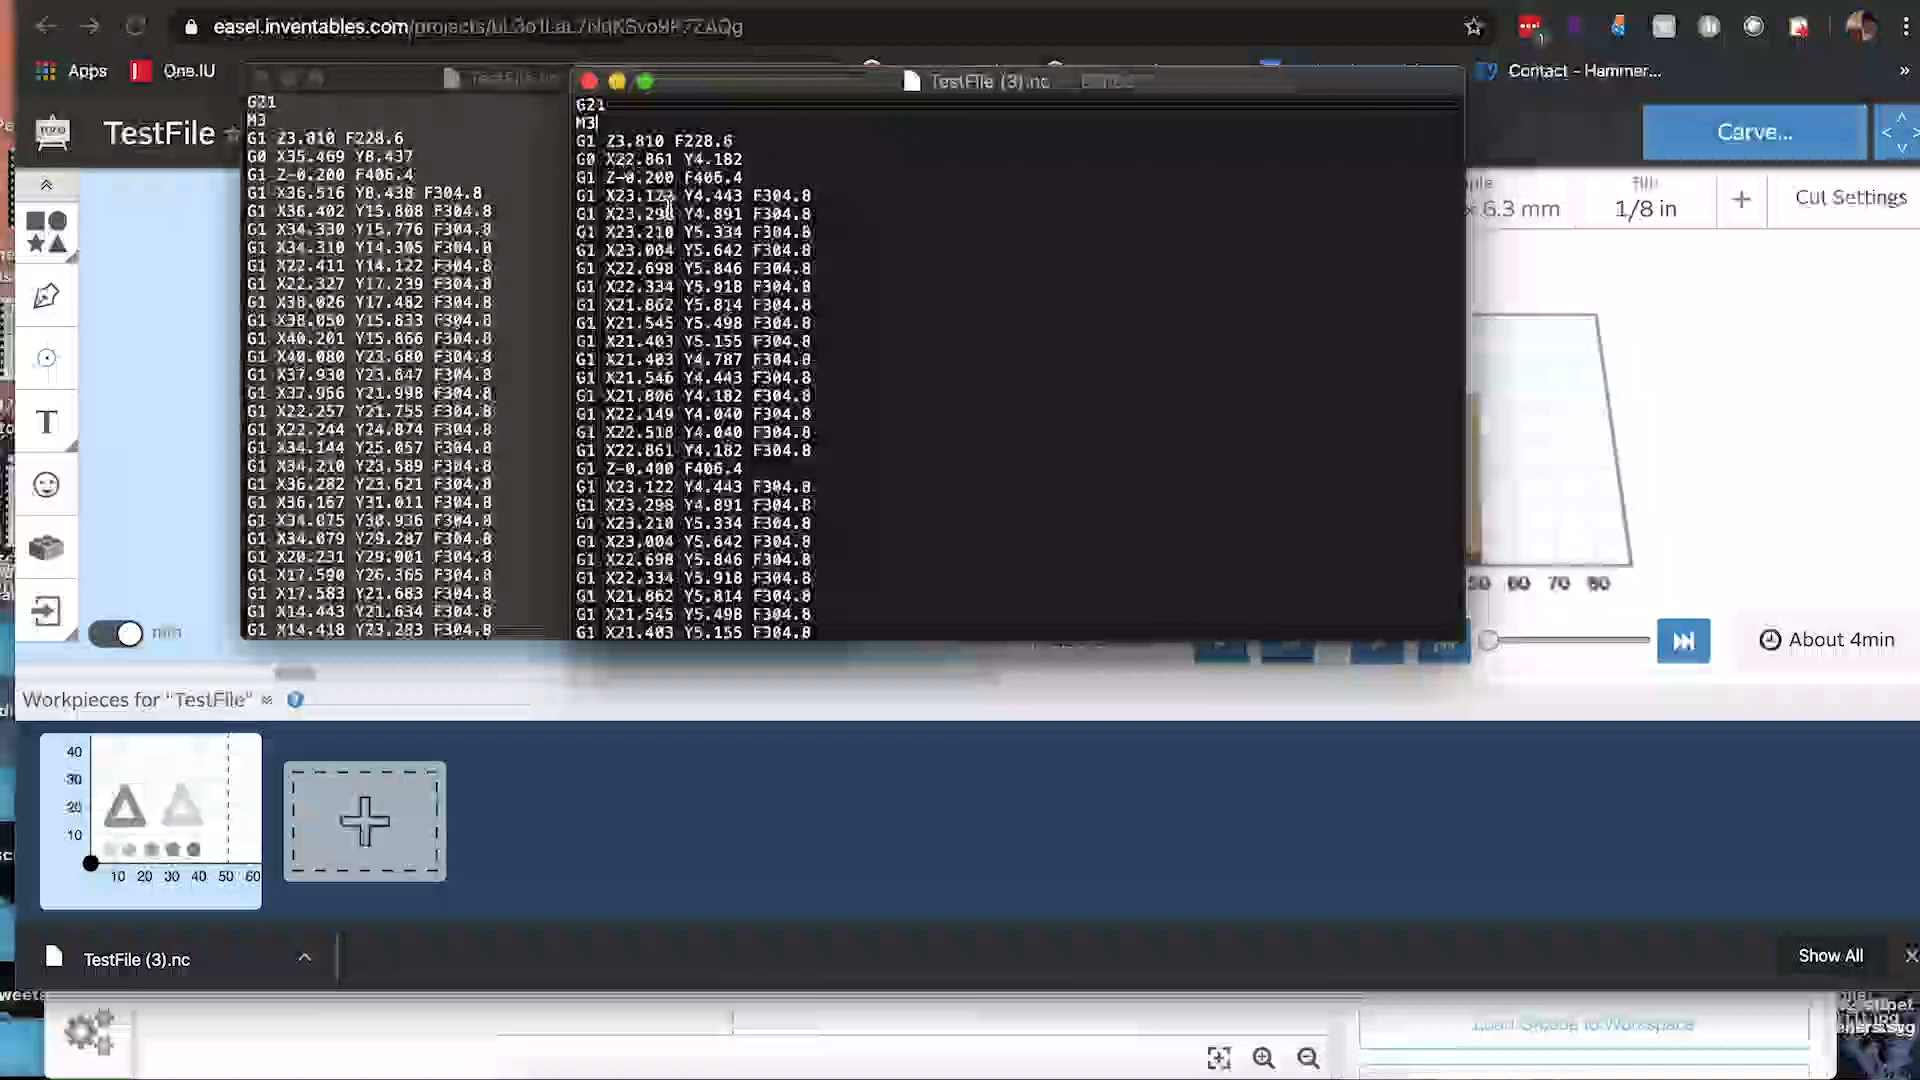 easel.inventables.com
Apps
One.IU
Contact - Hammer...
TestFile
TestFile (3).nc
Carve...
G21
M3
G1 Z3.810 F228.6
G0 X35.469 Y8.437
G1 Z-0.200 F406.4
G1 X36.516 Y8.438 F304.8
G1 X36.402 Y15.808 F304.8
G1 X34.330 Y15.776 F304.8
G1 X34.310 Y14.305 F304.8
G1 X22.411 Y14.122 F304.8
G1 X22.327 Y17.239 F304.8
G1 X38.026 Y17.482 F304.8
G1 X38.050 Y15.833 F304.8
G1 X40.201 Y15.866 F304.8
G1 X40.080 Y23.680 F304.8
G1 X37.930 Y23.647 F304.8
G1 X37.966 Y21.998 F304.8
G1 X22.257 Y21.755 F304.8
G1 X22.244 Y24.874 F304.8
G1 X34.144 Y25.057 F304.8
G1 X34.210 Y23.589 F304.8
G1 X36.282 Y23.621 F304.8
G1 X36.167 Y31.011 F304.8
G1 X34.075 Y30.936 F304.8
G1 X34.079 Y29.287 F304.8
G1 X20.231 Y29.001 F304.8
G1 X17.590 Y26.365 F304.8
G1 X17.583 Y21.683 F304.8
G1 X14.443 Y21.634 F304.8
G1 X14.418 Y23.283 F304.8
G21
M3
G1 Z3.810 F228.6
G0 X22.861 Y4.182
G1 Z-0.200 F406.4
G1 X23.122 Y4.443 F304.8
G1 X23.298 Y4.891 F304.8
G1 X23.210 Y5.334 F304.8
G1 X23.004 Y5.642 F304.8
G1 X22.698 Y5.846 F304.8
G1 X22.334 Y5.918 F304.8
G1 X21.862 Y5.814 F304.8
G1 X21.545 Y5.498 F304.8
G1 X21.403 Y5.155 F304.8
G1 X21.403 Y4.787 F304.8
G1 X21.546 Y4.443 F304.8
G1 X21.806 Y4.182 F304.8
G1 X22.149 Y4.040 F304.8
G1 X22.518 Y4.040 F304.8
G1 X22.861 Y4.182 F304.8
G1 Z-0.400 F406.4
G1 X23.122 Y4.443 F304.8
G1 X23.298 Y4.891 F304.8
G1 X23.210 Y5.334 F304.8
G1 X23.004 Y5.642 F304.8
G1 X22.698 Y5.846 F304.8
G1 X22.334 Y5.918 F304.8
G1 X21.862 Y5.814 F304.8
G1 X21.545 Y5.498 F304.8
G1 X21.403 Y5.155 F304.8
6.3 mm
1/8 in
Cut Settings
60 70 80
About 4min
Workpieces for "TestFile"
40
30
20
10
10 20 30 40 50 60
TestFile (3).nc
Show All